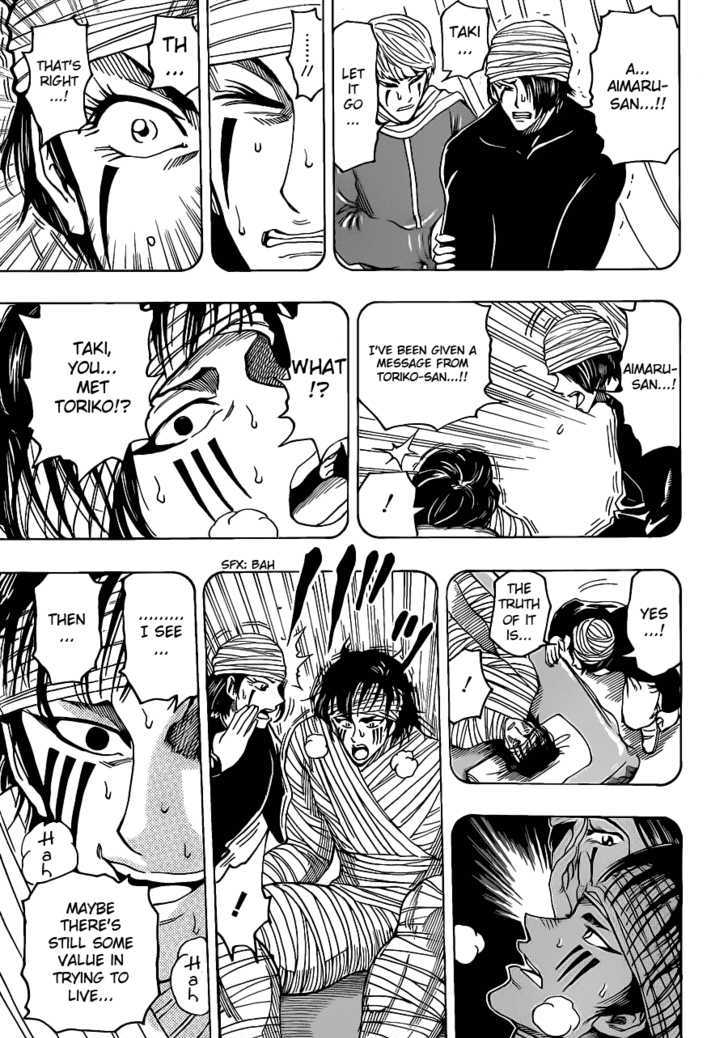 A...
AIMARU-
SAN...!!
TAKI
...
LET
IT
GO
...
......
!!
TH
...
THAT'S
RIGHT
...!
AIMARU-
SAN...!
I'VE BEEN GIVEN A
MESSAGE FROM
TORIKO-SAN...!!
!
WHAT
!?
TAKI,
YOU...
MET
TORIKO!?
YES
...!
THE
TRUTH
OF IT
IS...
SFX: BAH
!
.........
I SEE
...
THEN
...
Hah
Hah
MAYBE
THERE'S
STILL SOME
VALUE IN
TRYING TO
LIVE...